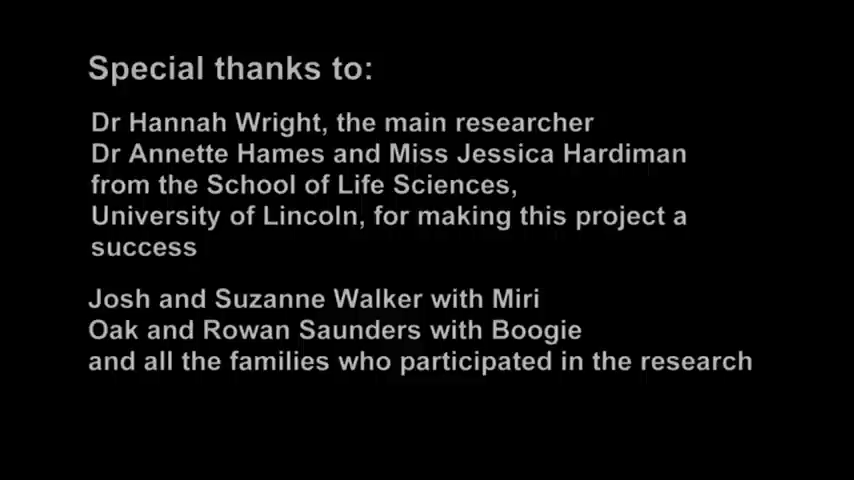 Special thanks to:
Dr Hannah Wright, the main researcher
Dr Annette Hames and Miss Jessica Hardiman
from the School of Life Sciences,
University of Lincoln, for making this project a
success
Josh and Suzanne Walker with Miri
Oak and Rowan Saunders with Boogie
and all the families who participated in the research